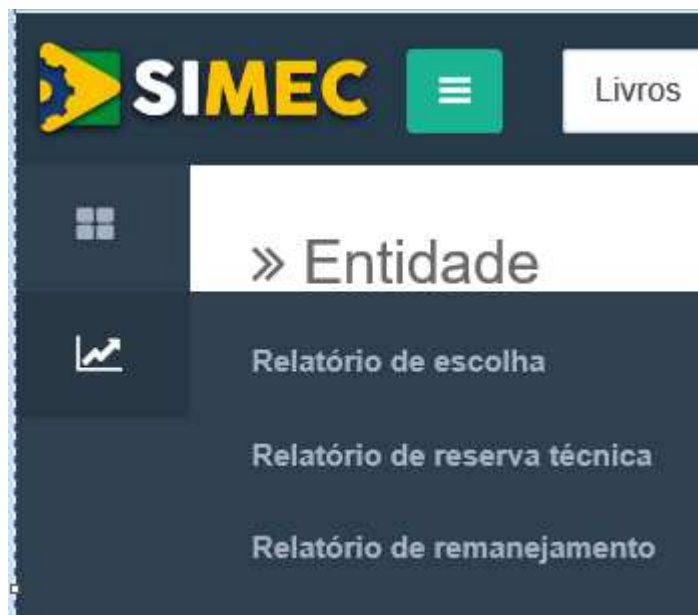 SIMEC
Livros
» Entidade
Relatório de escolha
Relatório de reserva técnica
Relatório de remanejamento